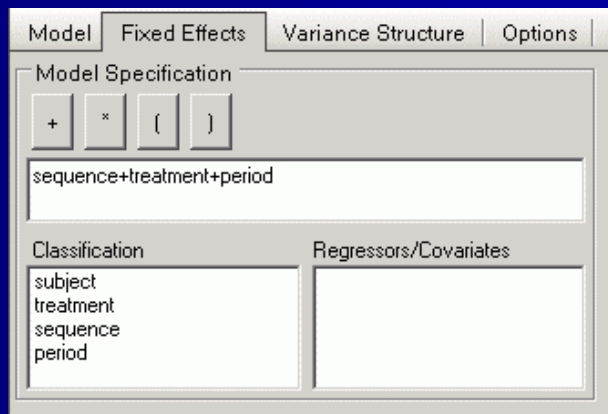 Model Fixed Effects Variance Structure Options
Model Specification
+ * ( )
sequence+treatment+period
Classification Regressors/Covariates
subject
treatment
sequence
period